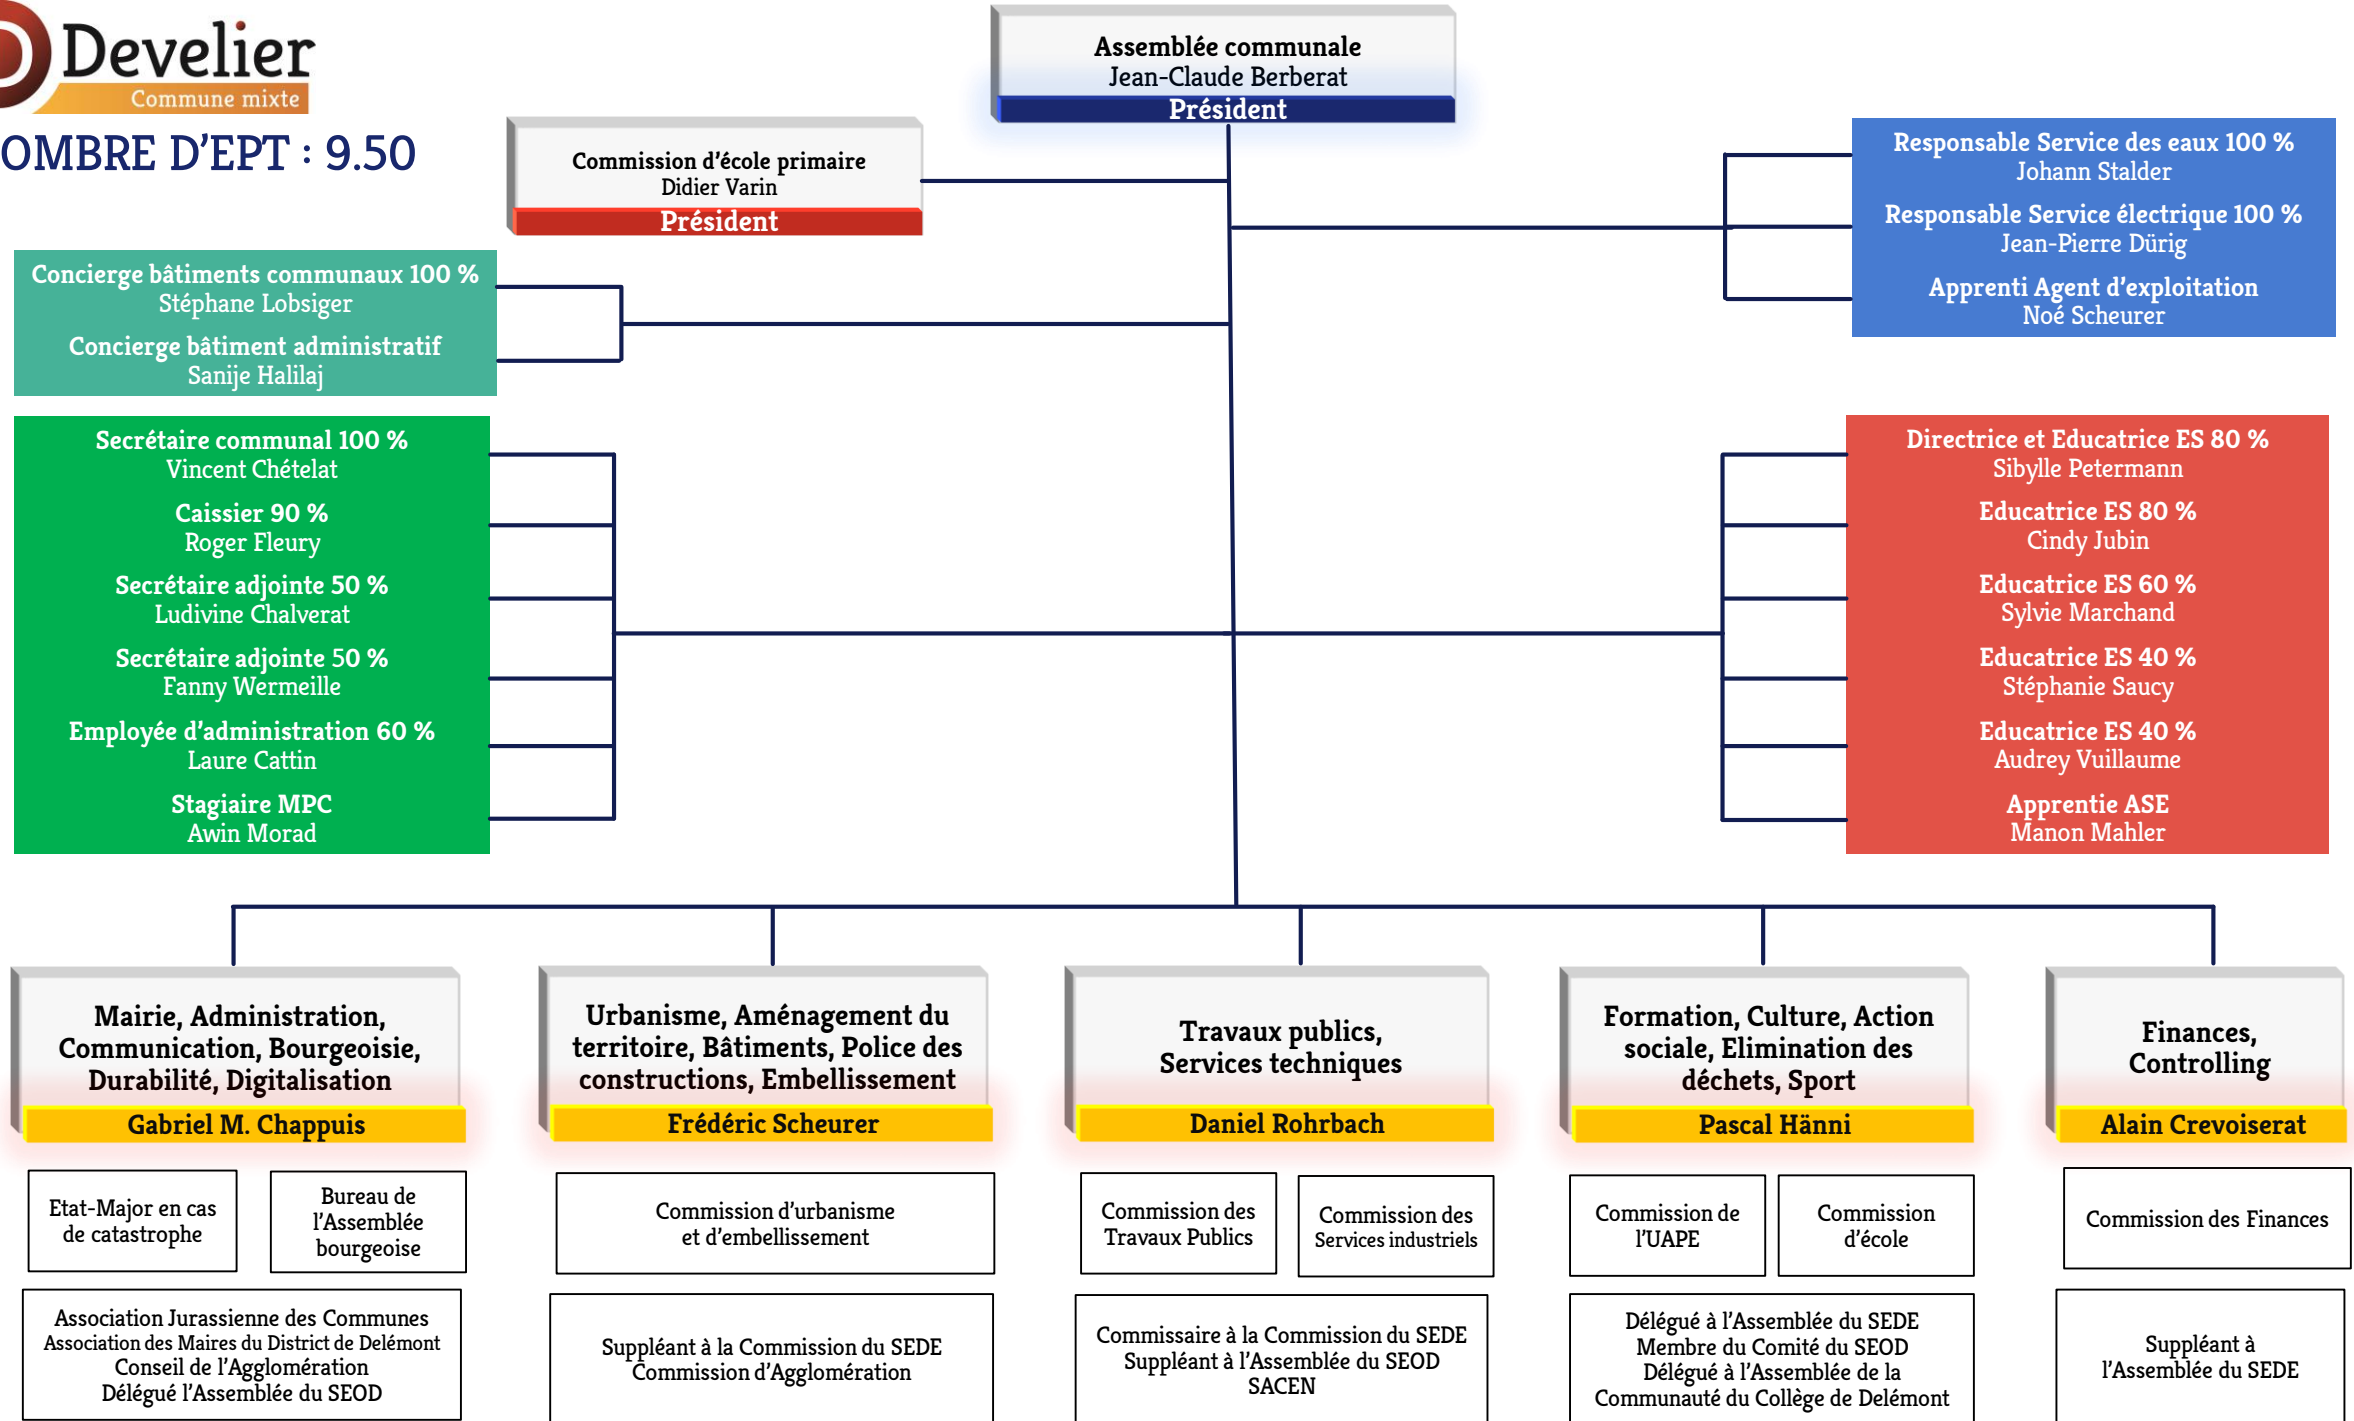 Develier
Commune mixte
OMBRE D'EPT : 9.50
Assemblée communale
Jean-Claude Berberat
Président
Commission d'école primaire
Didier Varin
Président
Responsable Service des eaux 100 %
Johann Stalder
Responsable Service électrique 100 %
Jean-Pierre Dürig
Apprenti Agent d'exploitation
Noé Scheurer
Concierge bâtiments communaux 100 %
Stéphane Lobsiger
Concierge bâtiment administratif
Sanije Halilaj
Secrétaire communal 100 %
Vincent Chételat
Caissier 90 %
Roger Fleury
Secrétaire adjointe 50 %
Ludivine Chalverat
Secrétaire adjointe 50 %
Fanny Wermeille
Employée d'administration 60 %
Laure Cattin
Stagiaire MPC
Awin Morad
Directrice et Educatrice ES 80 %
Sibylle Petermann
Educatrice ES 80 %
Cindy Jubin
Educatrice ES 60 %
Sylvie Marchand
Educatrice ES 40 %
Stéphanie Saucy
Educatrice ES 40 %
Audrey Vuillaume
Apprentie ASE
Manon Mahler
Mairie, Administration,
Communication, Bourgeoisie,
Durabilité, Digitalisation
Gabriel M. Chappuis
Urbanisme, Aménagement du
territoire, Bâtiments, Police des
constructions, Embellissement
Frédéric Scheurer
Travaux publics,
Services techniques
Daniel Rohrbach
Formation, Culture, Action
sociale, Elimination des
déchets, Sport
Pascal Hänni
Finances,
Controlling
Alain Crevoiserat
Etat-Major en cas
de catastrophe
Bureau de
l'Assemblée
bourgeoise
Commission d'urbanisme
et d'embellissement
Commission des
Travaux Publics
Commission des
Services industriels
Commission de
l'UAPE
Commission
d'école
Commission des Finances
Association Jurassienne des Communes
Association des Maires du District de Delémont
Conseil de l'Agglomération
Délégué l'Assemblée du SEOD
Suppléant à la Commission du SEDE
Commission d'Agglomération
Commissaire à la Commission du SEDE
Suppléant à l'Assemblée du SEOD
SACEN
Délégué à l'Assemblée du SEDE
Membre du Comité du SEOD
Délégué à l'Assemblée de la
Communauté du Collège de Delémont
Suppléant à
l'Assemblée du SEDE